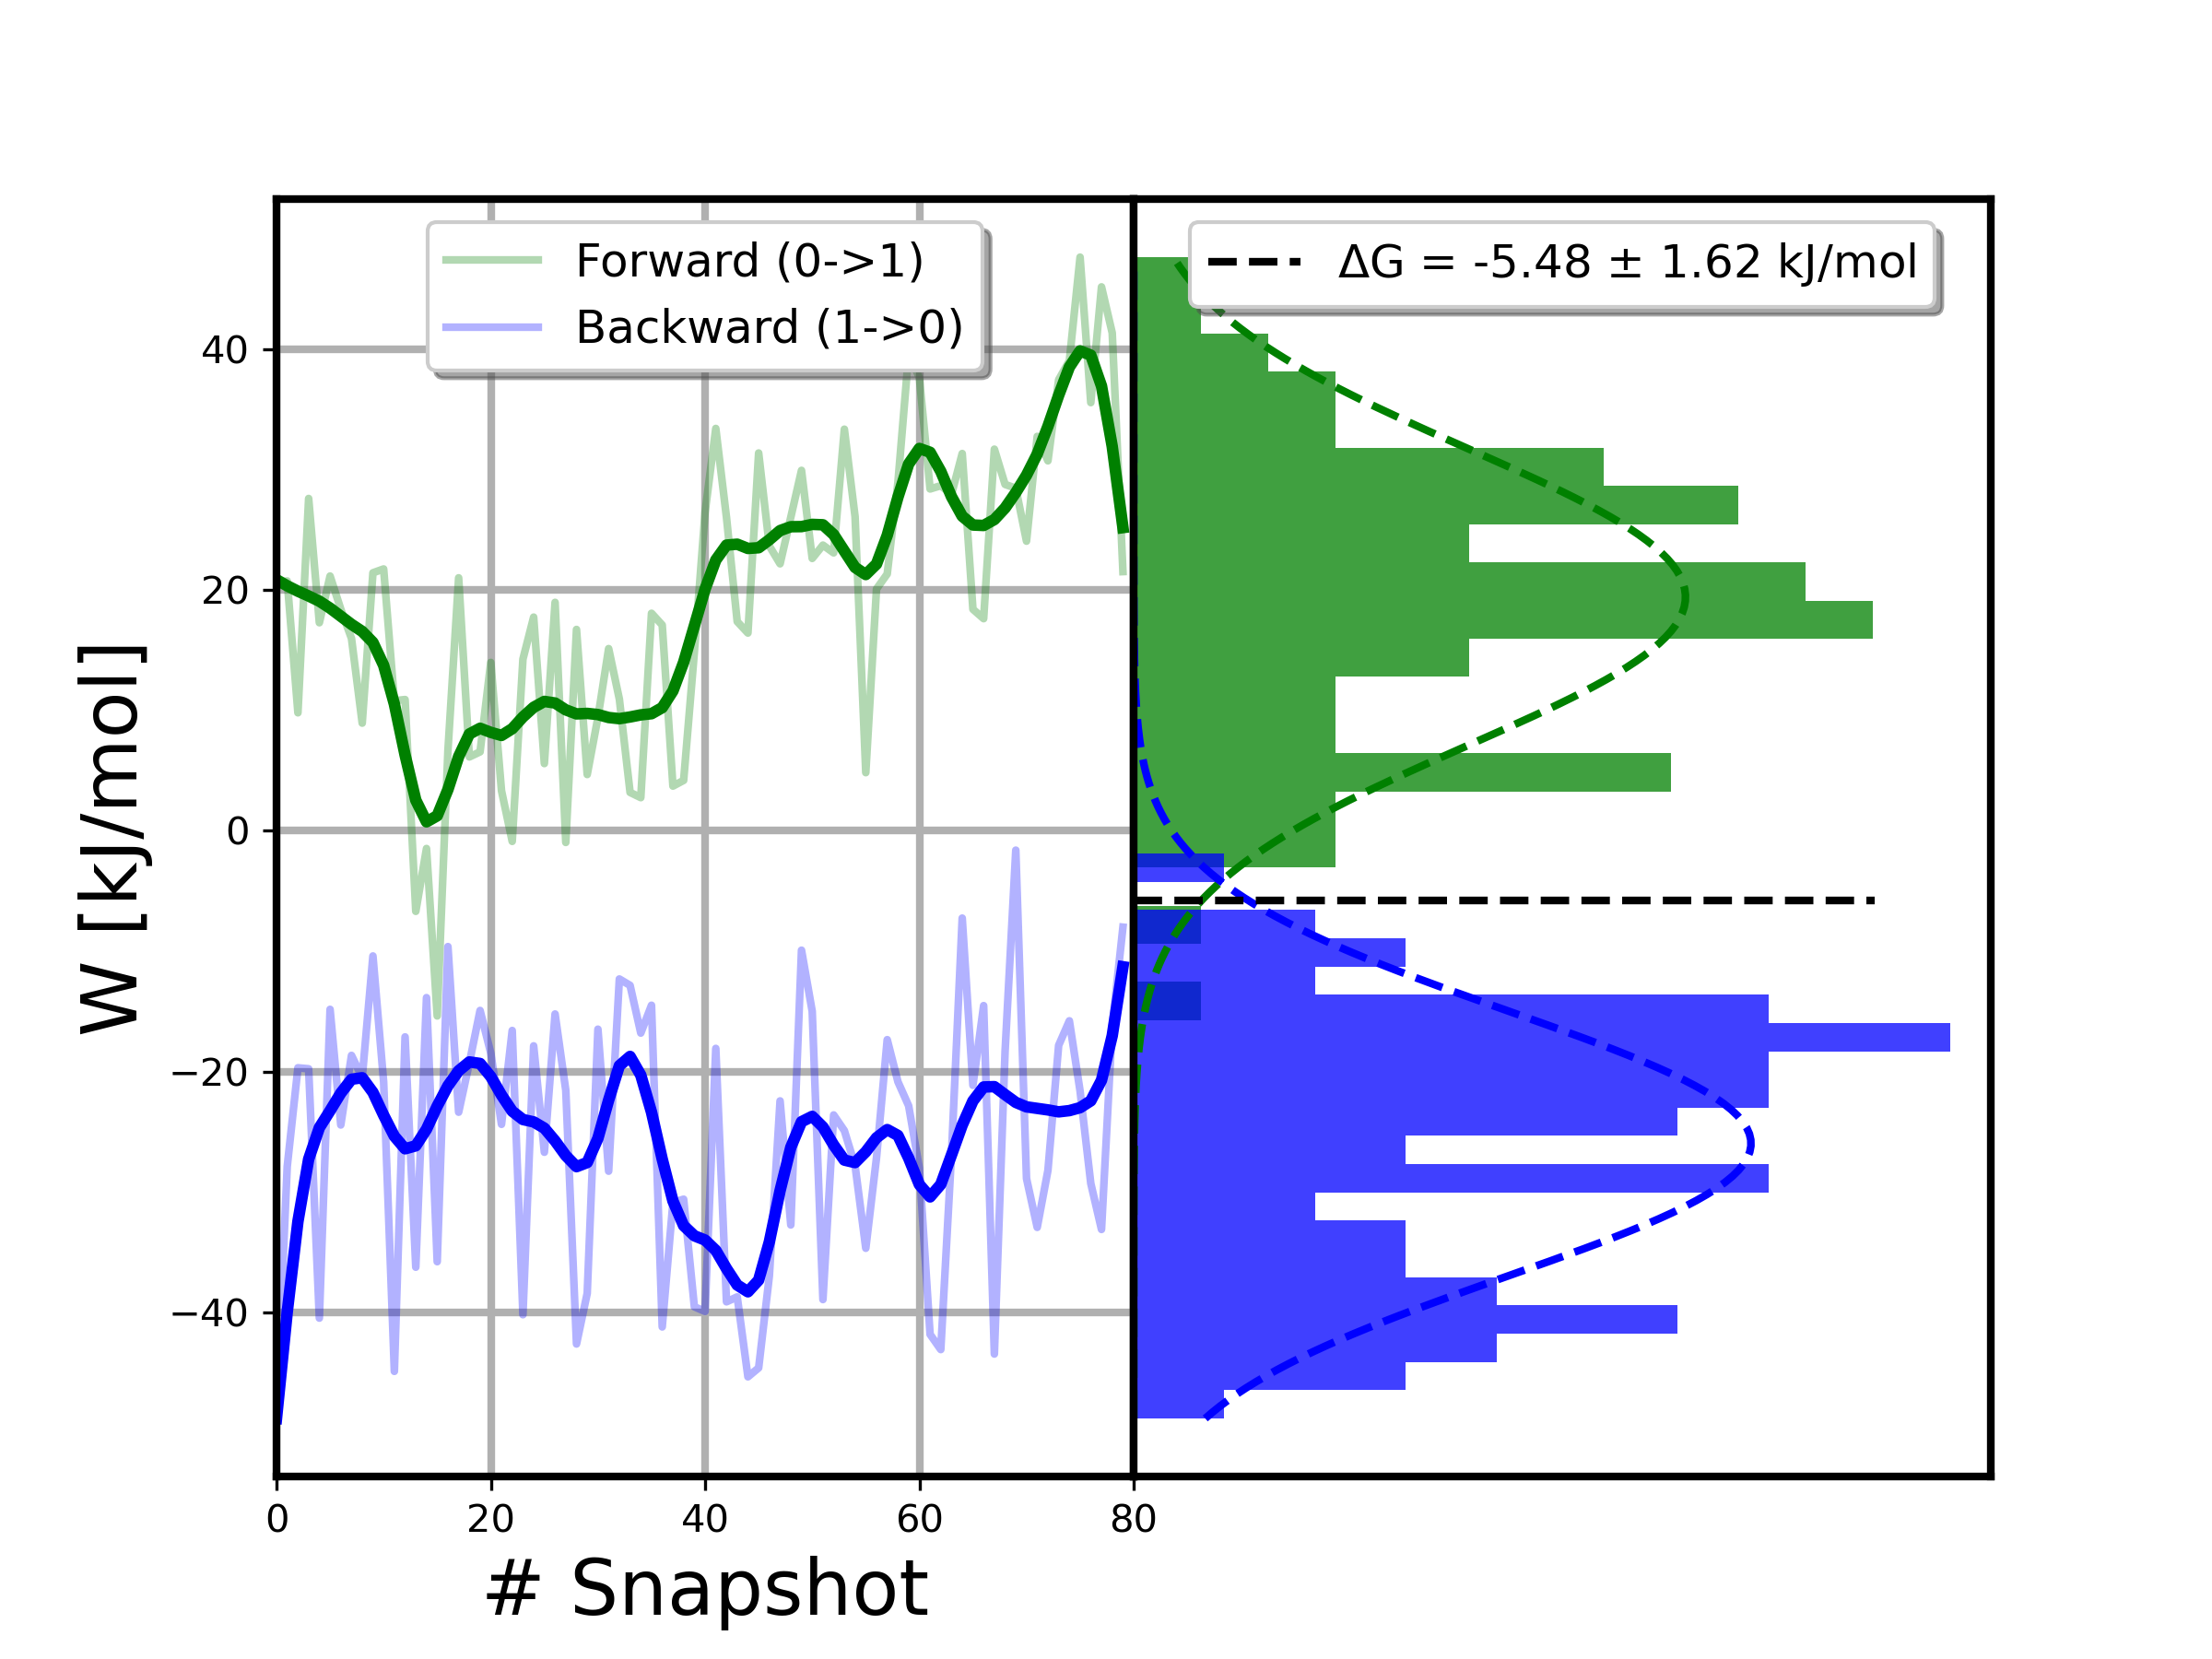 Forward (0->1)
Backward (1->0)
ΔG = -5.48 ± 1.62 kJ/mol
W [kJ/mol]
40
20
0
−20
−40
0
20
40
60
80
# Snapshot